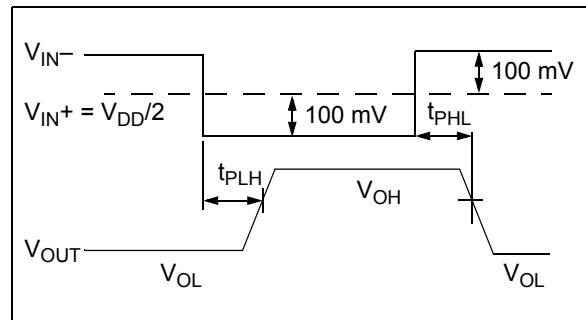 V_IN–
100 mV
V_IN+ = V_DD/2
100 mV
t_PHL
t_PLH
V_OH
V_OUT
V_OL
V_OL